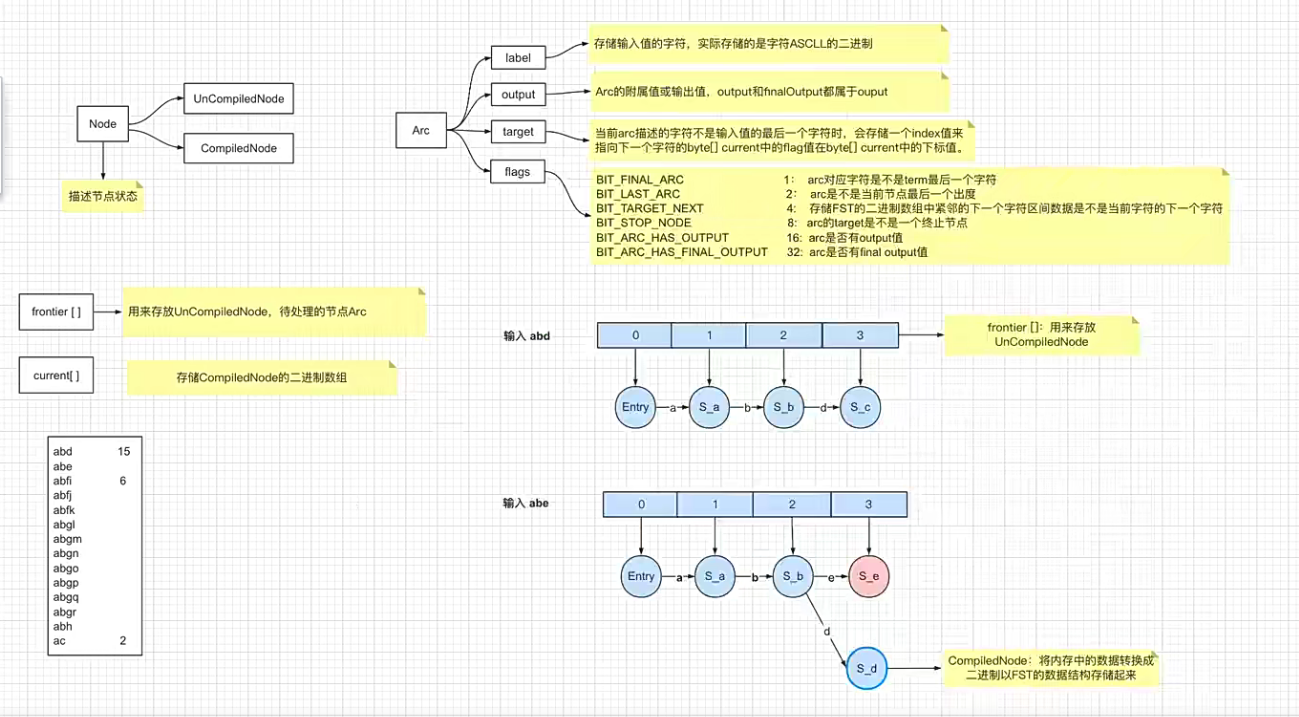 Node
UnCompiledNode
CompiledNode
描述节点状态
Arc
label
存储输入值的字符，实际存储的是字符ASCLL的二进制
output
Arc的附属值或输出值，output和finalOutput都属于ouput
target
当前arc描述的字符不是输入值的最后一个字符时，会存储一个index值来
指向下一个字符的byte[] current中的flag值在byte[] current中的下标值。
flags
BIT_FINAL_ARC 1： arc对应字符是不是term最后一个字符
BIT_LAST_ARC 2： arc是不是当前节点最后一个出度
BIT_TARGET_NEXT 4: 存储FST的二进制数组中紧邻的下一个字符区间数据是不是当前字符的下一个字符
BIT_STOP_NODE 8: arc的target是不是一个终止节点
BIT_ARC_HAS_OUTPUT 16: arc是否有output值
BIT_ARC_HAS_FINAL_OUTPUT 32: arc是否有final output值
frontier [ ]
用来存放UnCompiledNode，待处理的节点Arc
current[ ]
存储CompiledNode的二进制数组
abd 15
abe
abfi 6
abfj
abfk
abgl
abgm
abgn
abgo
abgp
abgq
abgr
abh
ac 2
输入 abd
0 1 2 3
frontier []：用来存放
UnCompiledNode
Entry a S_a b S_b d S_c
输入 abe
0 1 2 3
Entry a S_a b S_b e S_e
d
S_d
CompiledNode：将内存中的数据转换成
二进制以FST的数据结构存储起来